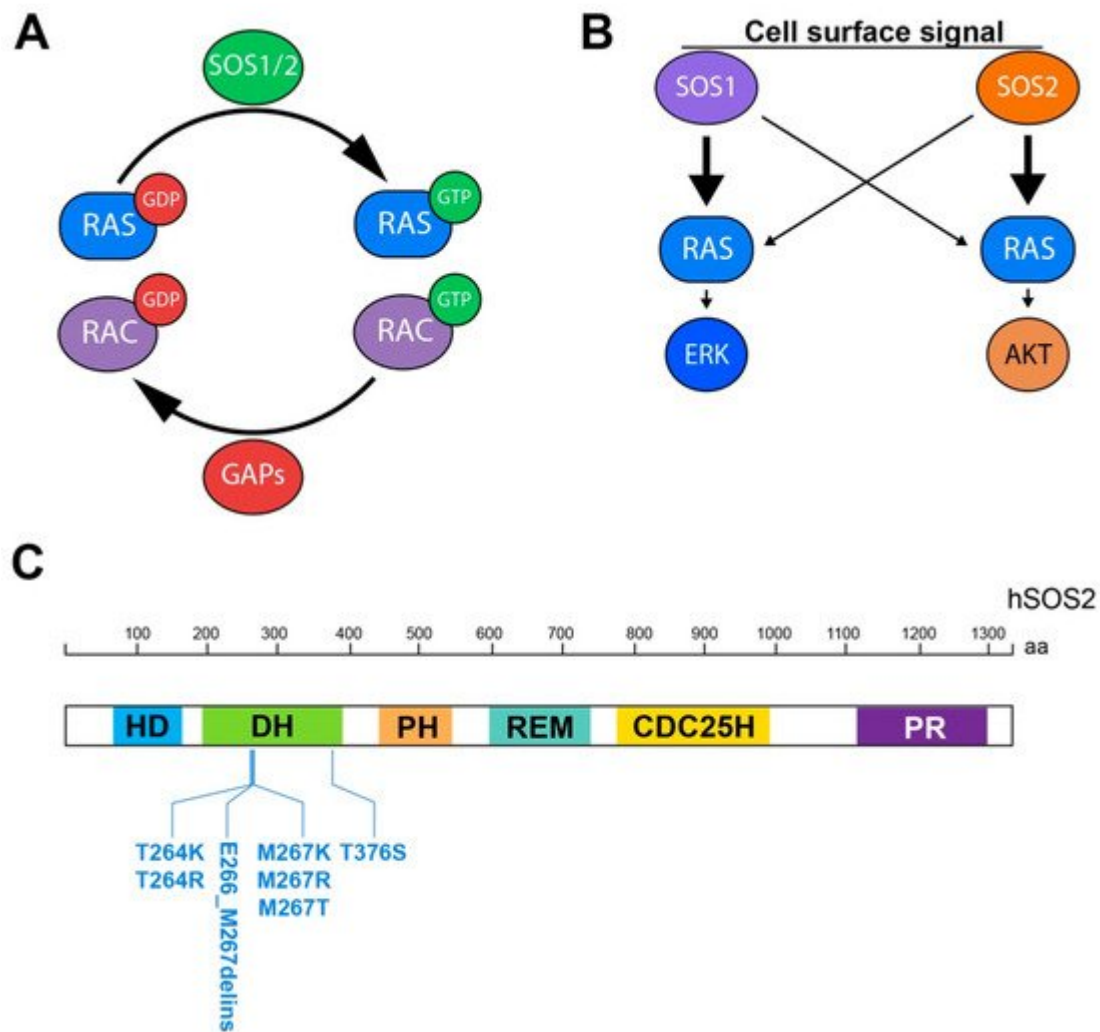 A
SOS1/2
RAS
GDP
RAS
GTP
RAC
GDP
RAC
GTP
GAPs
B
Cell surface signal
SOS1
SOS2
RAS
RAS
ERK
AKT
C
hSOS2
100 200 300 400 500 600 700 800 900 1000 1100 1200 1300
aa
HD DH PH REM CDC25H PR
T264K
T264R
E266_M267delins
M267K
M267R
M267T
T376S